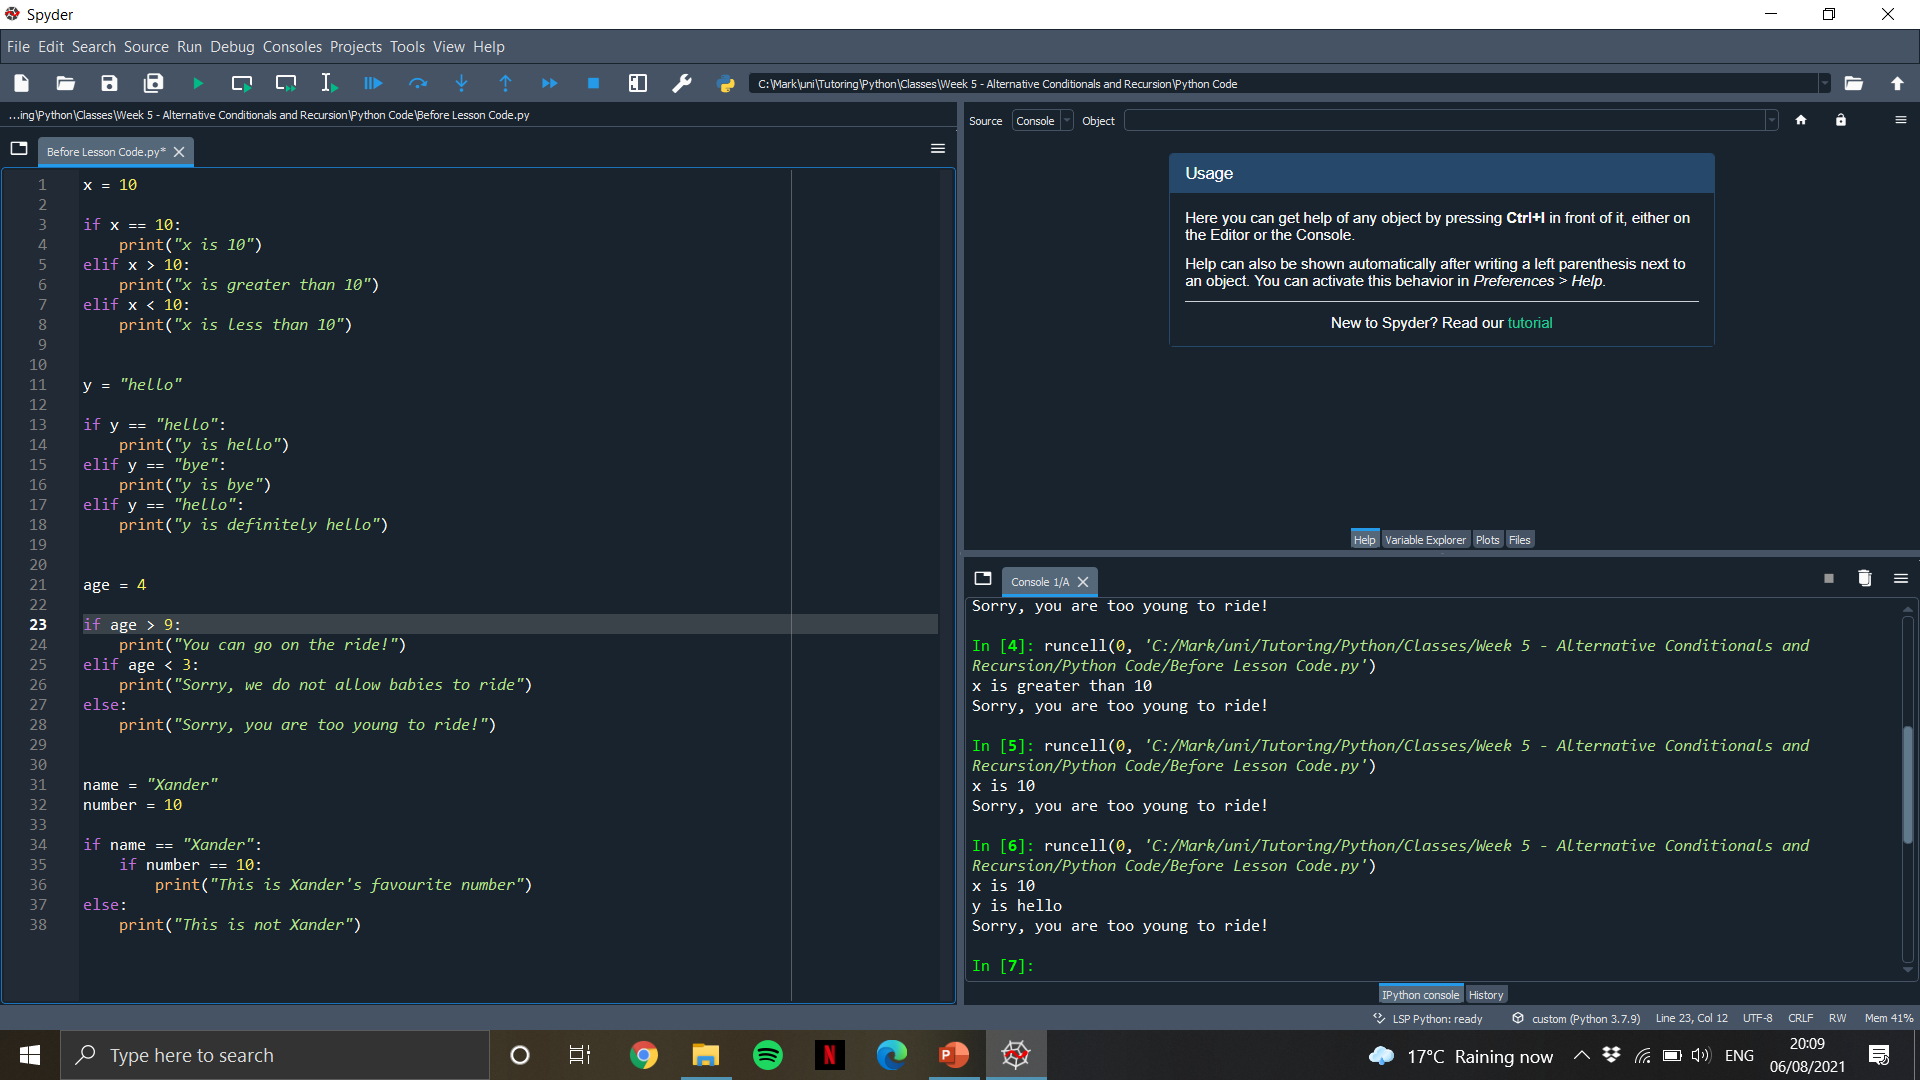 Spyder
File Edit Search Source Run Debug Consoles Projects Tools View Help
C:\Mark\uni\Tutoring\Python\Classes\Week 5 - Alternative Conditionals and Recursion\Python Code
...ing\Python\Classes\Week 5 - Alternative Conditionals and Recursion\Python Code\Before Lesson Code.py
Before Lesson Code.py*
1 x = 10
2
3 if x == 10:
4     print("x is 10")
5 elif x > 10:
6     print("x is greater than 10")
7 elif x < 10:
8     print("x is less than 10")
9
10
11 y = "hello"
12
13 if y == "hello":
14     print("y is hello")
15 elif y == "bye":
16     print("y is bye")
17 elif y == "hello":
18     print("y is definitely hello")
19
20
21 age = 4
22
23 if age > 9:
24     print("You can go on the ride!")
25 elif age < 3:
26     print("Sorry, we do not allow babies to ride")
27 else:
28     print("Sorry, you are too young to ride!")
29
30
31 name = "Xander"
32 number = 10
33
34 if name == "Xander":
35     if number == 10:
36         print("This is Xander's favourite number")
37 else:
38     print("This is not Xander")
Source Console Object
Usage
Here you can get help of any object by pressing Ctrl+I in front of it, either on
the Editor or the Console.
Help can also be shown automatically after writing a left parenthesis next to
an object. You can activate this behavior in Preferences > Help.
New to Spyder? Read our tutorial
Help Variable Explorer Plots Files
Console 1/A
Sorry, you are too young to ride!
In [4]: runcell(0, 'C:/Mark/uni/Tutoring/Python/Classes/Week 5 - Alternative Conditionals and
Recursion/Python Code/Before Lesson Code.py')
x is greater than 10
Sorry, you are too young to ride!
In [5]: runcell(0, 'C:/Mark/uni/Tutoring/Python/Classes/Week 5 - Alternative Conditionals and
Recursion/Python Code/Before Lesson Code.py')
x is 10
Sorry, you are too young to ride!
In [6]: runcell(0, 'C:/Mark/uni/Tutoring/Python/Classes/Week 5 - Alternative Conditionals and
Recursion/Python Code/Before Lesson Code.py')
x is 10
y is hello
Sorry, you are too young to ride!
In [7]:
IPython console History
LSP Python: ready custom (Python 3.7.9) Line 23, Col 12 UTF-8 CRLF RW Mem 41%
Type here to search
N
P
17°C Raining now
ENG
20:09
06/08/2021